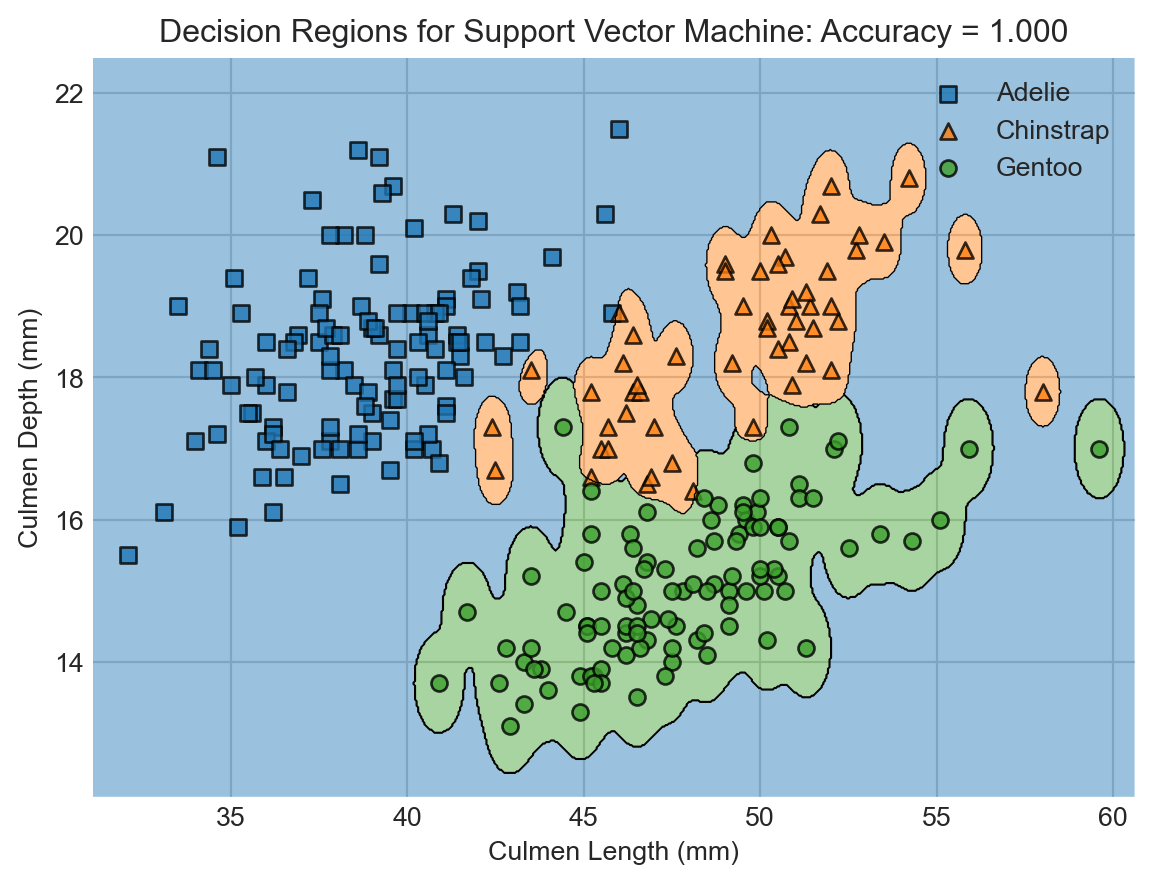 Decision Regions for Support Vector Machine: Accuracy = 1.000
Adelie
Chinstrap
Gentoo
22
20
18
16
14
Culmen Depth (mm)
35 40 45 50 55 60
Culmen Length (mm)